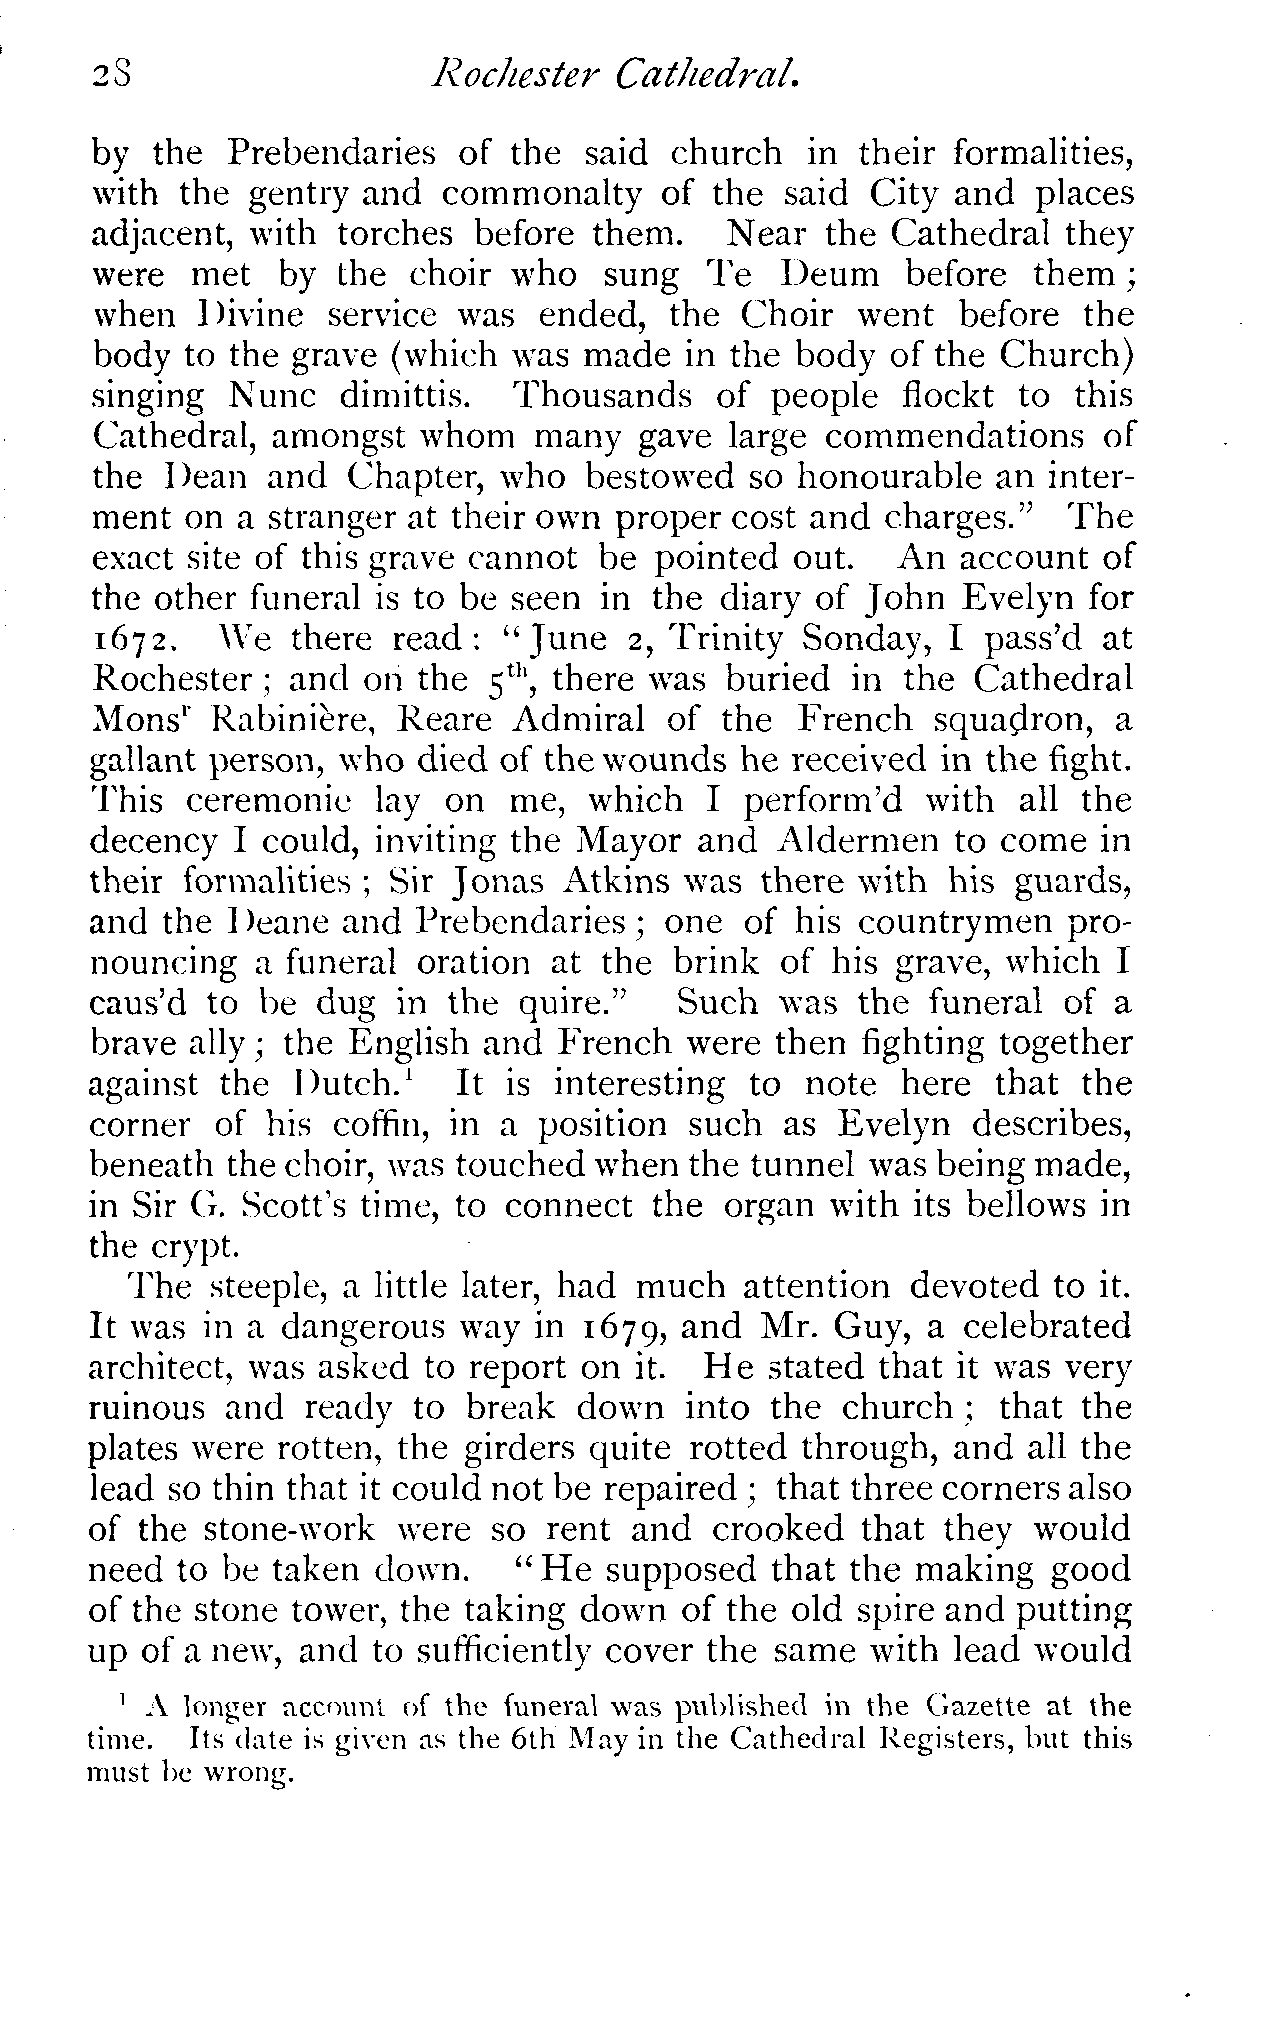 28 Rochester Cathedral.
by the Prebendaries of the said church in their formalities,
with the gentry and commonalty of the said City and places
adjacent, with torches before them. Near the Cathedral they
were met by the choir who sung Te Deum before them ;
when Divine service was ended, the Choir went before the
body to the grave (which was made in the body of the Church)
singing Nunc dimittis. Thousands of people flockt to this
Cathedral, amongst whom many gave large commendations of
the Dean and Chapter, who bestowed so honourable an inter-
ment on a stranger at their own proper cost and charges.” The
exact site of this grave cannot be pointed out. An account of
the other funeral is to be seen in the diary of John Evelyn for
1672. We there read : “ June 2, Trinity Sonday, I pass'd at
Rochester ; and on the 5th, there was buried in the Cathedral
Monsr Rabinière, Reare Admiral of the French squadron, a
gallant person, who died of the wounds he received in the fight.
This ceremonie lay on me, which I perform'd with all the
decency I could, inviting the Mayor and Aldermen to come in
their formalities ; Sir Jonas Atkins was there with his guards,
and the Deane and Prebendaries ; one of his countrymen pro-
nouncing a funeral oration at the brink of his grave, which I
caus'd to be dug in the quire.” Such was the funeral of a
brave ally ; the English and French were then fighting together
against the Dutch.¹ It is interesting to note here that the
corner of his coffin, in a position such as Evelyn describes,
beneath the choir, was touched when the tunnel was being made,
in Sir G. Scott's time, to connect the organ with its bellows in
the crypt.
The steeple, a little later, had much attention devoted to it.
It was in a dangerous way in 1679, and Mr. Guy, a celebrated
architect, was asked to report on it. He stated that it was very
ruinous and ready to break down into the church ; that the
plates were rotten, the girders quite rotted through, and all the
lead so thin that it could not be repaired ; that three corners also
of the stone-work were so rent and crooked that they would
need to be taken down. “ He supposed that the making good
of the stone tower, the taking down of the old spire and putting
up of a new, and to sufficiently cover the same with lead would
¹ A longer account of the funeral was published in the Gazette at the
time. Its date is given as the 6th May in the Cathedral Registers, but this
must be wrong.